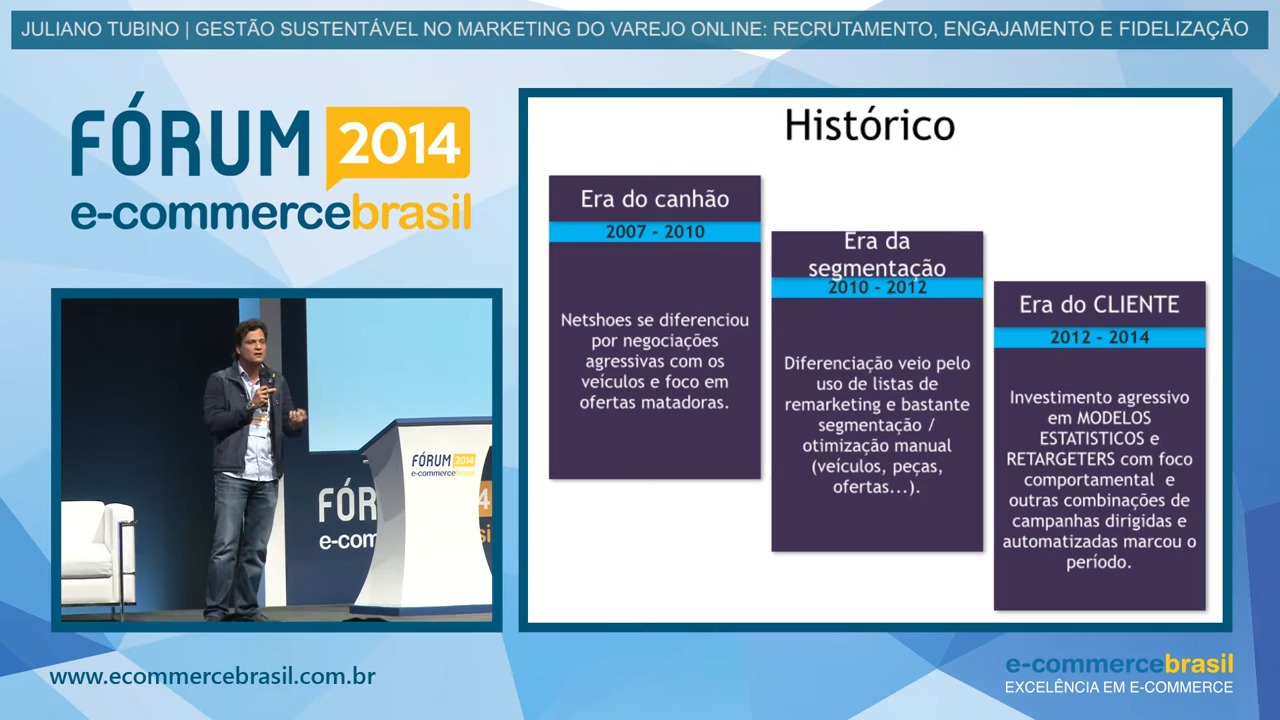 JULIANO TUBINO | GESTÃO SUSTENTÁVEL NO MARKETING DO VAREJO ONLINE: RECRUTAMENTO, ENGAJAMENTO E FIDELIZAÇÃO
FÓRUM 2014
e-commercebrasil
Histórico
Era do canhão
2007 - 2010
Netshoes se diferenciou
por negociações
agressivas com os
veículos e foco em
ofertas matadoras.
Era da
segmentação
2010 - 2012
Diferenciação veio pelo
uso de listas de
remarketing e bastante
segmentação /
otimização manual
(veículos, peças,
ofertas...).
Era do CLIENTE
2012 - 2014
Investimento agressivo
em MODELOS
ESTATISTICOS e
RETARGETERS com foco
comportamental e
outras combinações de
campanhas dirigidas e
automatizadas marcou o
período.
FÓRUM 2014
e-commercebrasil
FÓR
e-com
4
si
www.ecommercebrasil.com.br
e-commercebrasil
EXCELÊNCIA EM E-COMMERCE